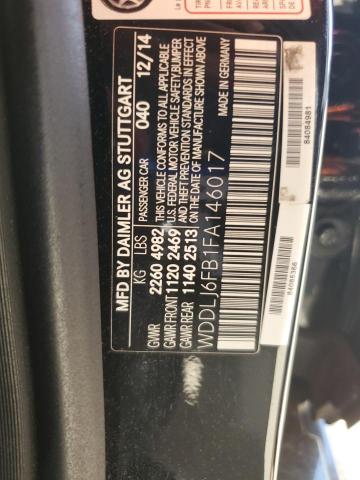 MFD BY DAIMLER AG STUTTGART
KG LBS PASSENGER CAR 040 12/14
GVWR 2260 4982 THIS VEHICLE CONFORMS TO ALL APPLICABLE
GAWR FRONT 1120 2469 U.S. FEDERAL MOTOR VEHICLE SAFETY,BUMPER
GAWR REAR 1140 2513 AND THEFT PREVENTION STANDARDS IN EFFECT
ON THE DATE OF MANUFACTURE SHOWN ABOVE
WDDLJ6FB1FA146017 MADE IN GERMANY
84085366 84084981